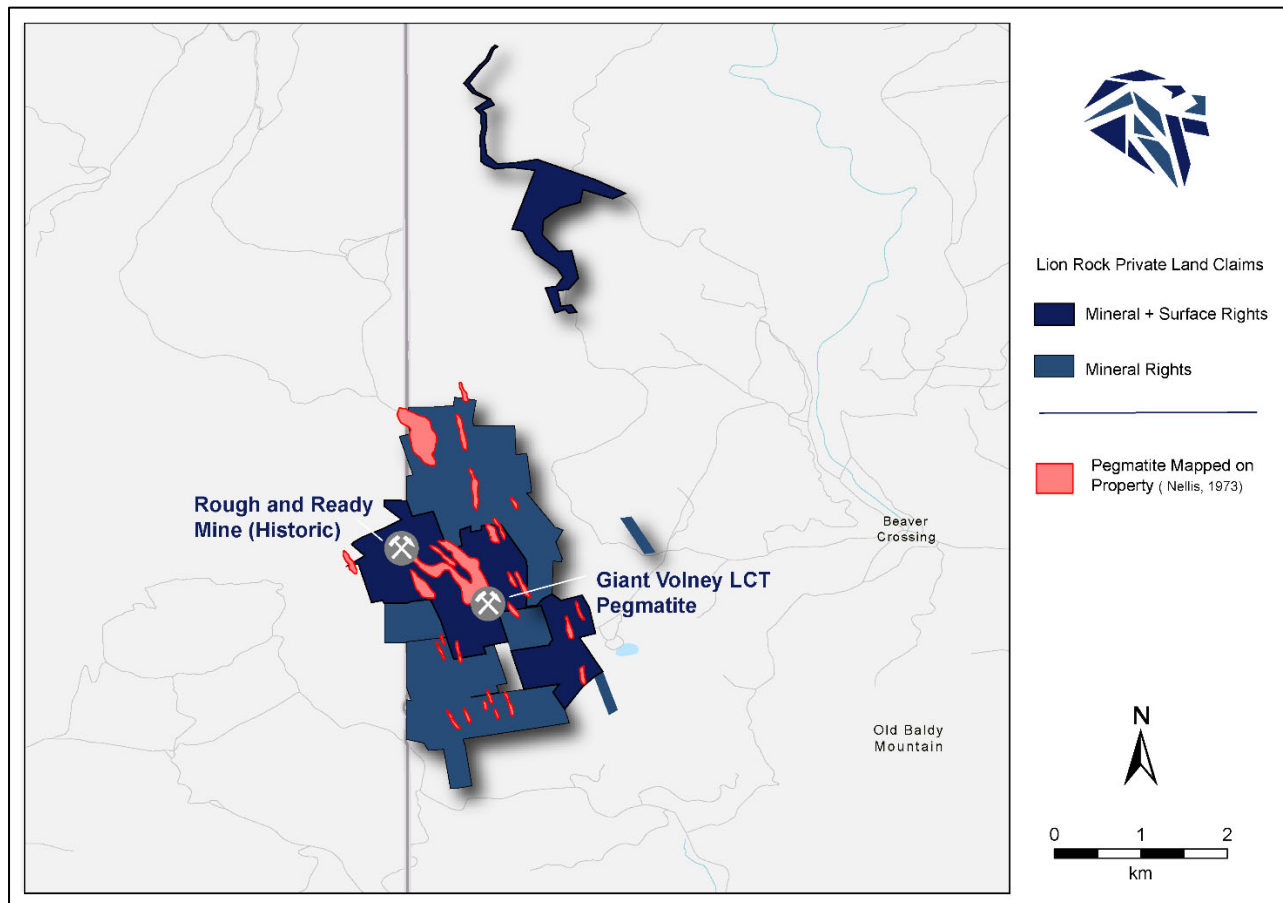 Rough and Ready
Mine (Historic)
Giant Volney LCT
Pegmatite
Beaver
Crossing
Old Baldy
Mountain
Lion Rock Private Land Claims
Mineral + Surface Rights
Mineral Rights
Pegmatite Mapped on
Property ( Nellis, 1973)
N
0 1 2
km